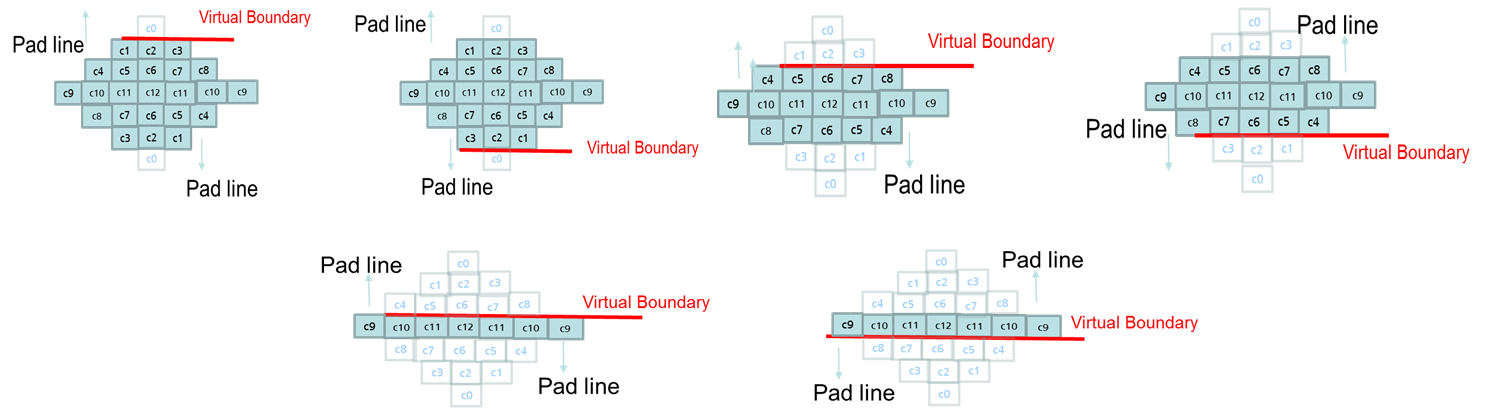 c0
Virtual Boundary
Pad line
c1 c2 c3
c4 c5 c6 c7 c8
c9 c10 c11 c12 c11 c10 c9
c8 c7 c6 c5 c4
c3 c2 c1
c0
Pad line
Pad line
c0
c1 c2 c3
c4 c5 c6 c7 c8
c9 c10 c11 c12 c11 c10 c9
c8 c7 c6 c5 c4
c3 c2 c1
Virtual Boundary
c0
Pad line
c0
Virtual Boundary
c1 c2 c3
c4 c5 c6 c7 c8
c9 c10 c11 c12 c11 c10 c9
c8 c7 c6 c5 c4
c3 c2 c1
c0
Pad line
c0
Pad line
c1 c2 c3
c4 c5 c6 c7 c8
c9 c10 c11 c12 c11 c10 c9
Pad line
c8 c7 c6 c5 c4
c3 c2 c1
Virtual Boundary
c0
Pad line
c0
c1 c2 c3
c4 c5 c6 c7 c8
Virtual Boundary
c9 c10 c11 c12 c11 c10 c9
c8 c7 c6 c5 c4
c3 c2 c1
Pad line
c0
c0
Pad line
c1 c2 c3
c4 c5 c6 c7 c8
c9 c10 c11 c12 c11 c10 c9
Virtual Boundary
c8 c7 c6 c5 c4
c3 c2 c1
Pad line
c0